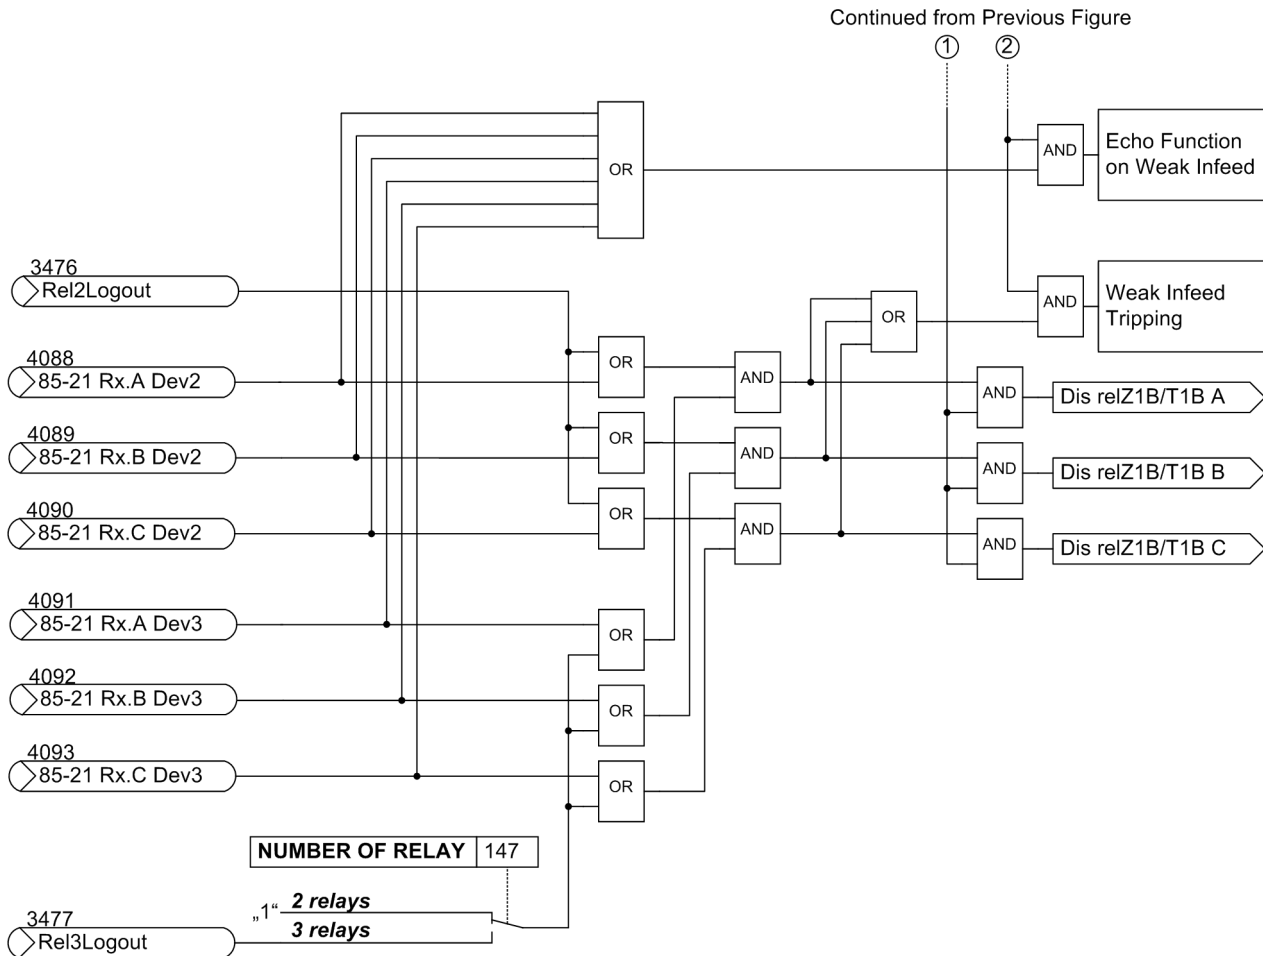 Continued from Previous Figure
1 2
AND
Echo Function
on Weak Infeed
OR
3476
Rel2Logout
AND
Weak Infeed
Tripping
OR
4088
85-21 Rx.A Dev2
OR
AND
AND
Dis relZ1B/T1B A
4089
85-21 Rx.B Dev2
OR
AND
AND
Dis relZ1B/T1B B
4090
85-21 Rx.C Dev2
OR
AND
AND
Dis relZ1B/T1B C
4091
85-21 Rx.A Dev3
OR
4092
85-21 Rx.B Dev3
OR
4093
85-21 Rx.C Dev3
OR
NUMBER OF RELAY 147
„1“ 2 relays
3 relays
3477
Rel3Logout